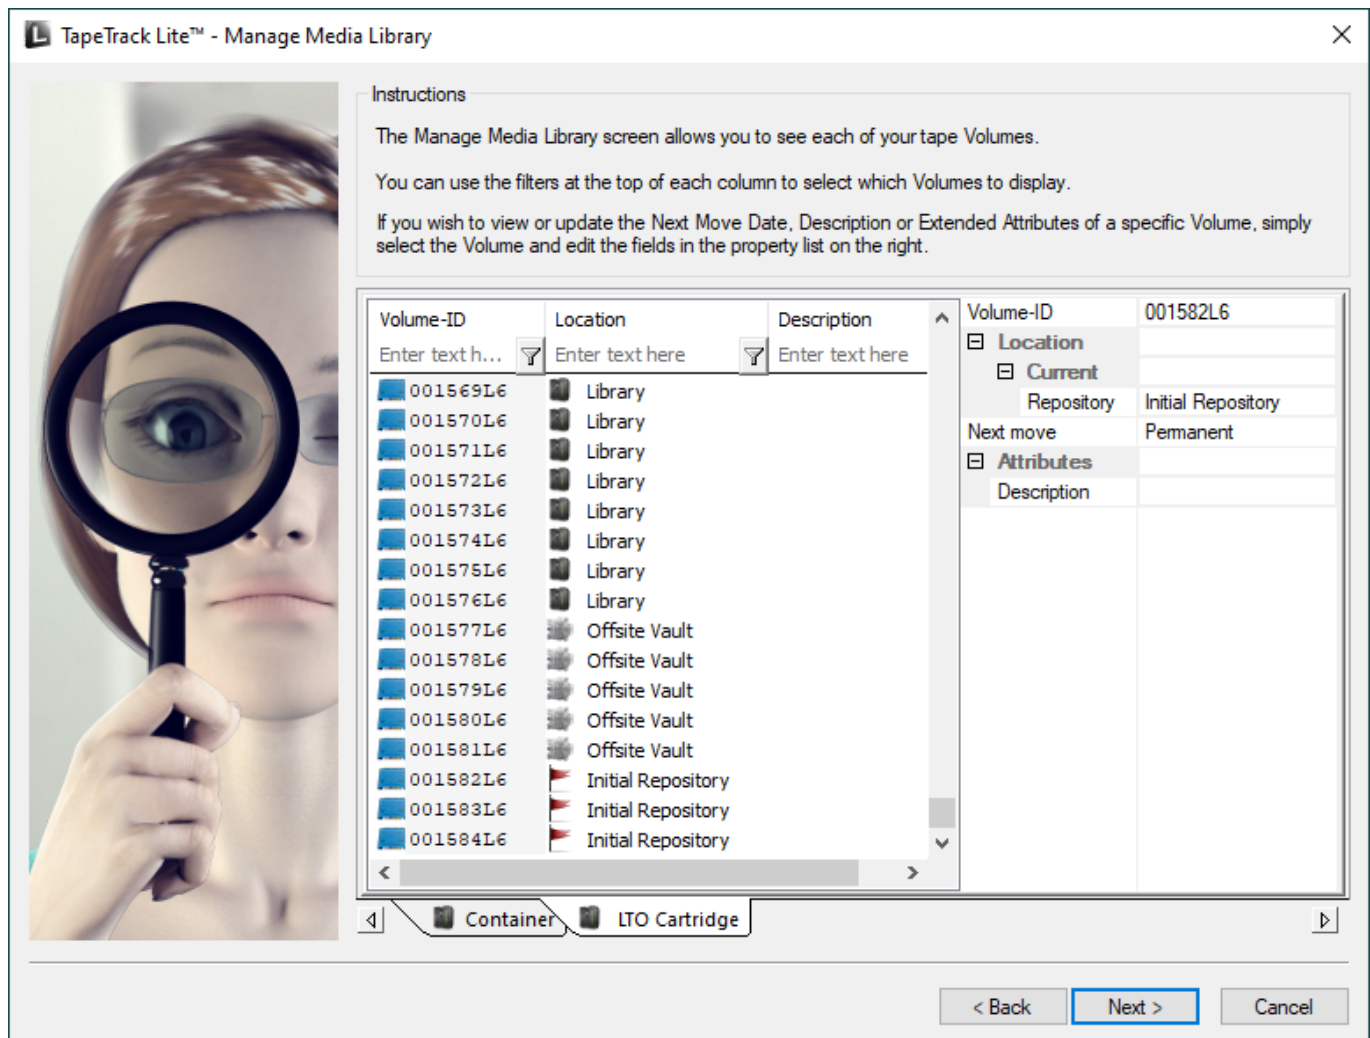 TapeTrack Lite™ - Manage Media Library
Instructions
The Manage Media Library screen allows you to see each of your tape Volumes.
You can use the filters at the top of each column to select which Volumes to display.
If you wish to view or update the Next Move Date, Description or Extended Attributes of a specific Volume, simply
select the Volume and edit the fields in the property list on the right.
Volume-ID Location Description
Enter text h... Enter text here Enter text here
001569L6 Library
001570L6 Library
001571L6 Library
001572L6 Library
001573L6 Library
001574L6 Library
001575L6 Library
001576L6 Library
001577L6 Offsite Vault
001578L6 Offsite Vault
001579L6 Offsite Vault
001580L6 Offsite Vault
001581L6 Offsite Vault
001582L6 Initial Repository
001583L6 Initial Repository
001584L6 Initial Repository
Volume-ID 001582L6
Location
Current
Repository Initial Repository
Next move Permanent
Attributes
Description
Container LTO Cartridge
< Back Next > Cancel